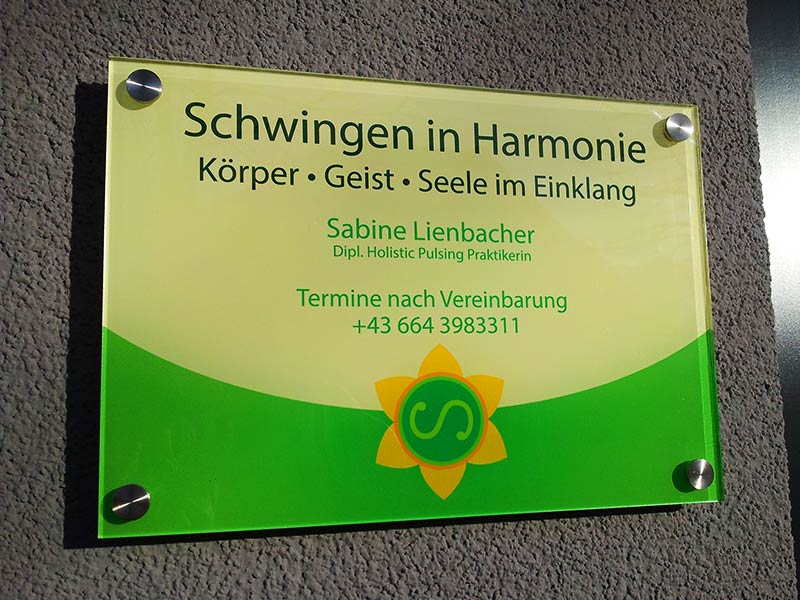 Schwingen in Harmonie
Körper • Geist • Seele im Einklang
Sabine Lienbacher
Dipl. Holistic Pulsing Praktikerin
Termine nach Vereinbarung
+43 664 3983311
S